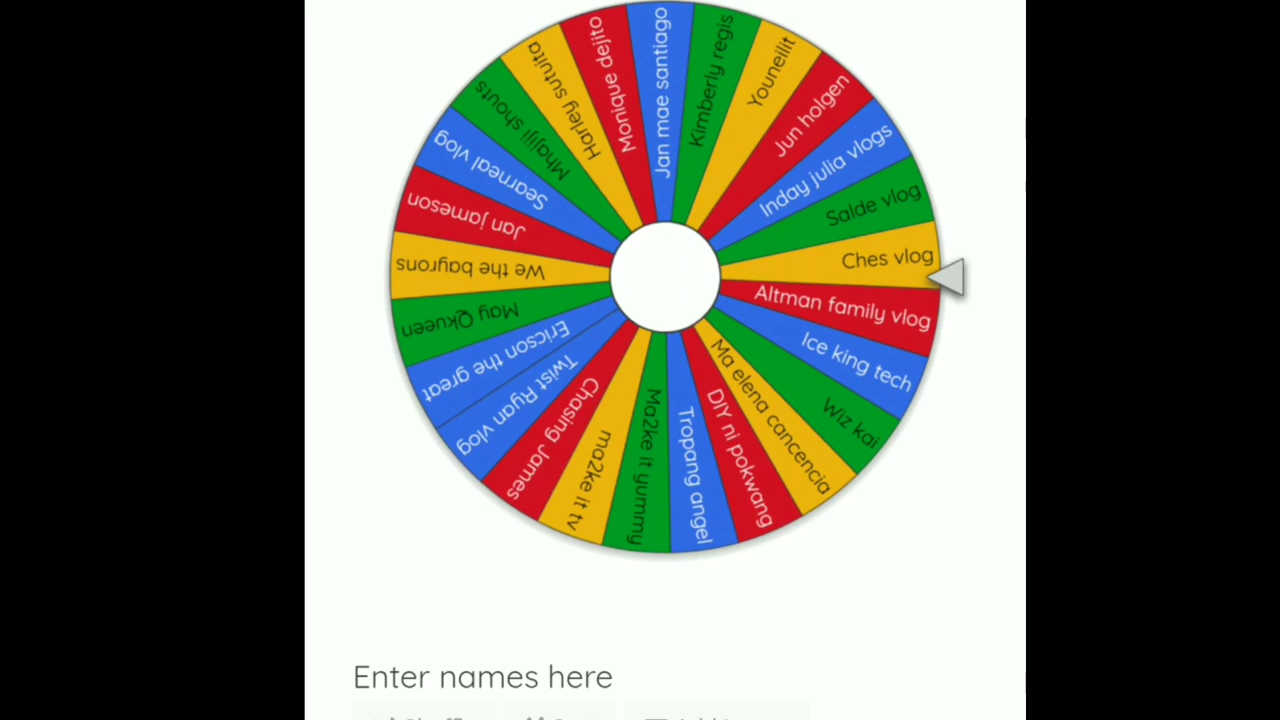 Jan mae santiago
Kimberly regis
Youneilit
Jun holgen
Inday julia vlogs
Salde vlog
Ches vlog
Altman family vlog
Ice king tech
Wiz kai
Ma elena cancencia
DIY ni pokwang
Tropang angel
Ma2ke it yummy
ma2ke it tv
Chasing James
Twist Ryan vlog
Ericson the great
May Qkueen
We the bagrons
Jan jameson
Searneal vlog
Mhajiji shouts
Harley sutuita
Monique dejito
Enter names here